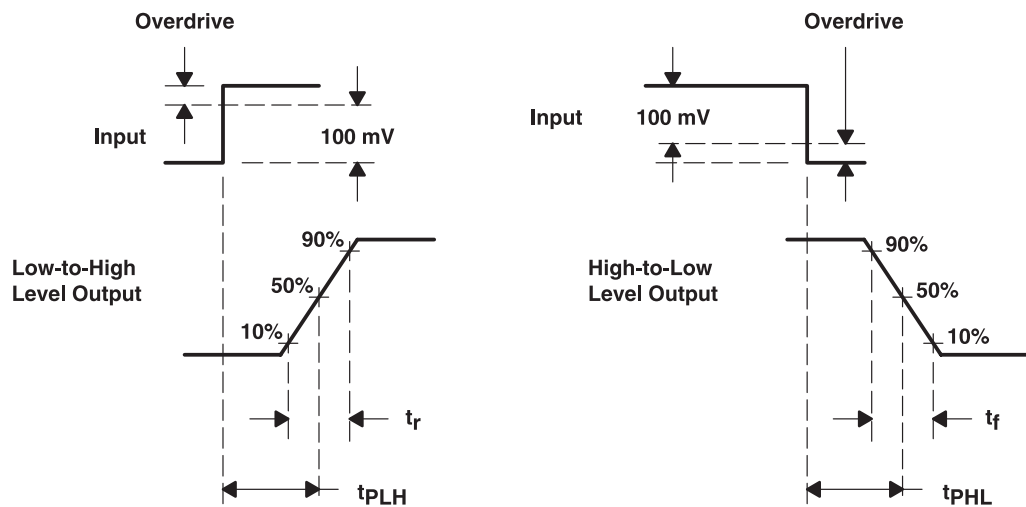 Overdrive
Input
100 mV
Low-to-High
Level Output
90%
50%
10%
tr
tPLH
Overdrive
Input
100 mV
High-to-Low
Level Output
90%
50%
10%
tf
tPHL